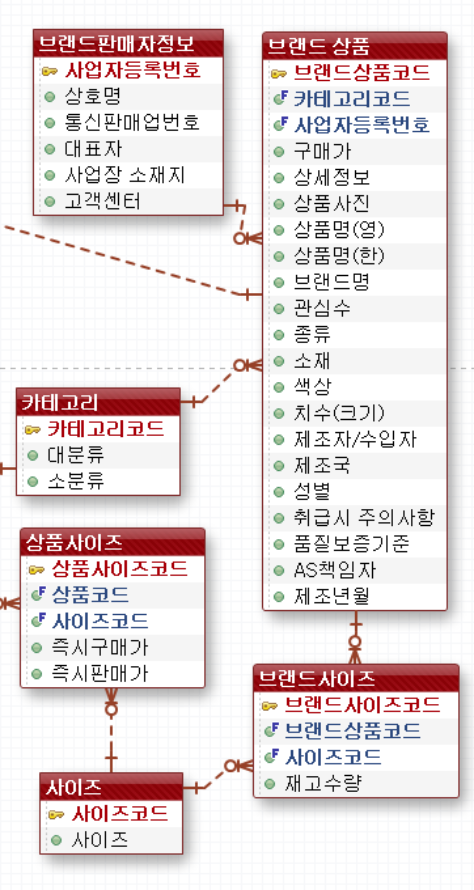 브랜드판매자정보
사업자등록번호
상호명
통신판매업번호
대표자
사업장 소재지
고객센터
브랜드 상품
브랜드상품코드
카테고리코드
사업자등록번호
구매가
상세정보
상품사진
상품명(영)
상품명(한)
브랜드명
관심수
종류
소재
색상
치수(크기)
제조자/수입자
제조국
성별
취급시 주의사항
품질보증기준
AS책임자
제조년월
카테고리
카테고리코드
대분류
소분류
상품사이즈
상품사이즈코드
상품코드
사이즈코드
즉시구매가
즉시판매가
브랜드사이즈
브랜드사이즈코드
브랜드상품코드
사이즈코드
재고수량
사이즈
사이즈코드
사이즈